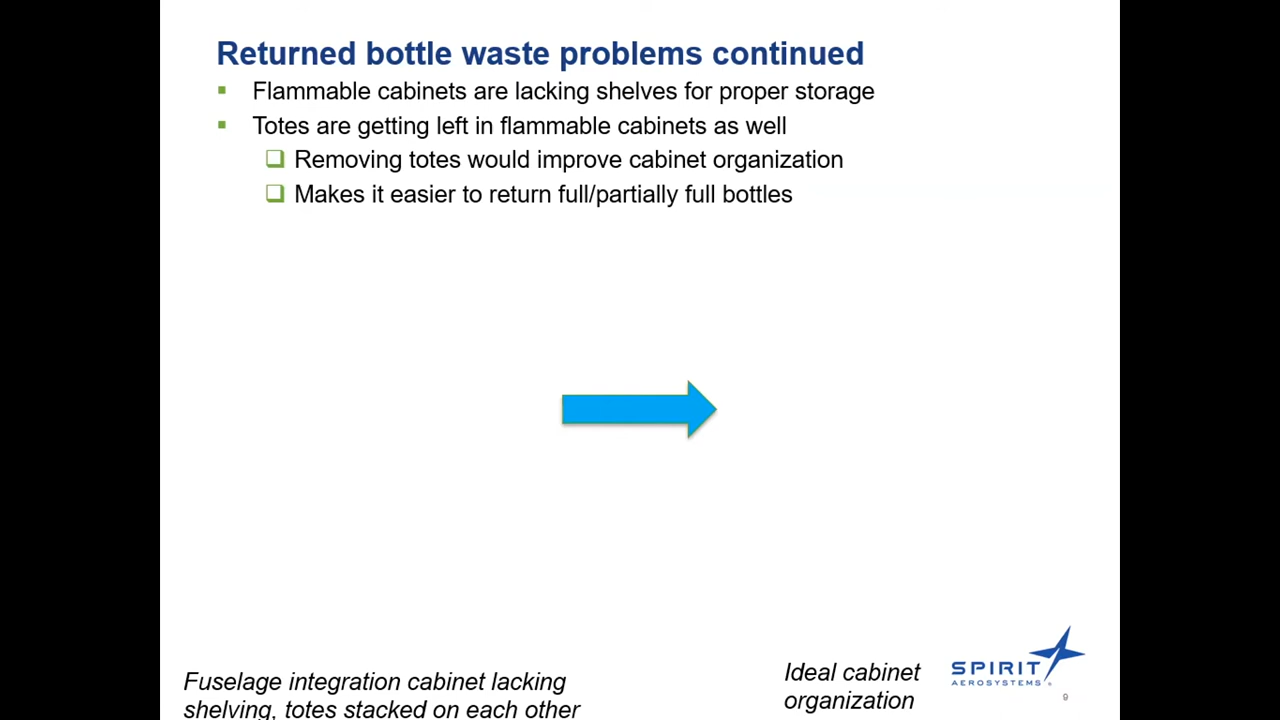 Returned bottle waste problems continued
Flammable cabinets are lacking shelves for proper storage
Totes are getting left in flammable cabinets as well
Removing totes would improve cabinet organization
Makes it easier to return full/partially full bottles
Fuselage integration cabinet lacking
shelving, totes stacked on each other
Ideal cabinet
organization
SPIRIT
AEROSYSTEMS
9